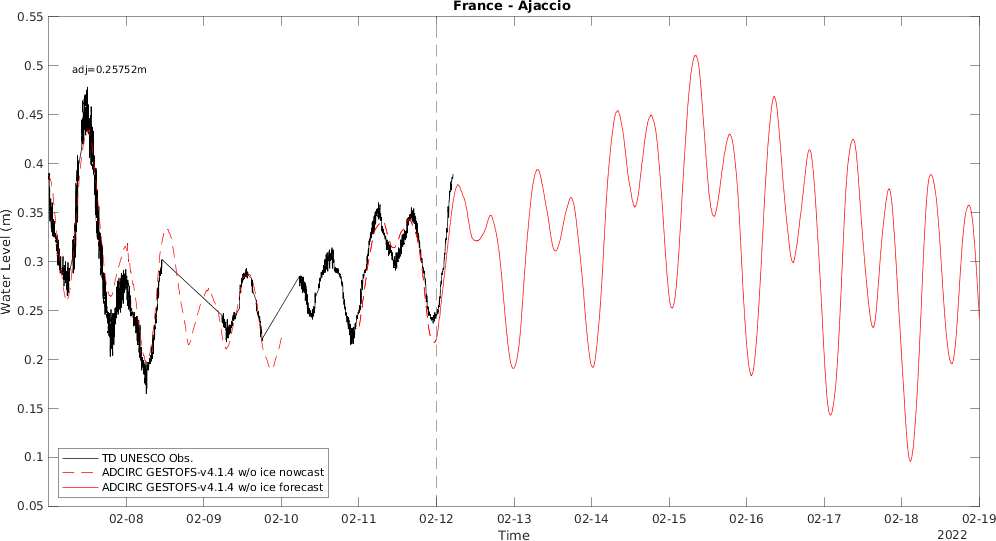 France - Ajaccio
adj=0.25752m
Water Level (m)
0.55
0.5
0.45
0.4
0.35
0.3
0.25
0.2
0.15
0.1
0.05
TD UNESCO Obs.
ADCIRC GESTOFS-v4.1.4 w/o ice nowcast
ADCIRC GESTOFS-v4.1.4 w/o ice forecast
02-08 02-09 02-10 02-11 02-12 02-13 02-14 02-15 02-16 02-17 02-18 02-19
Time
2022